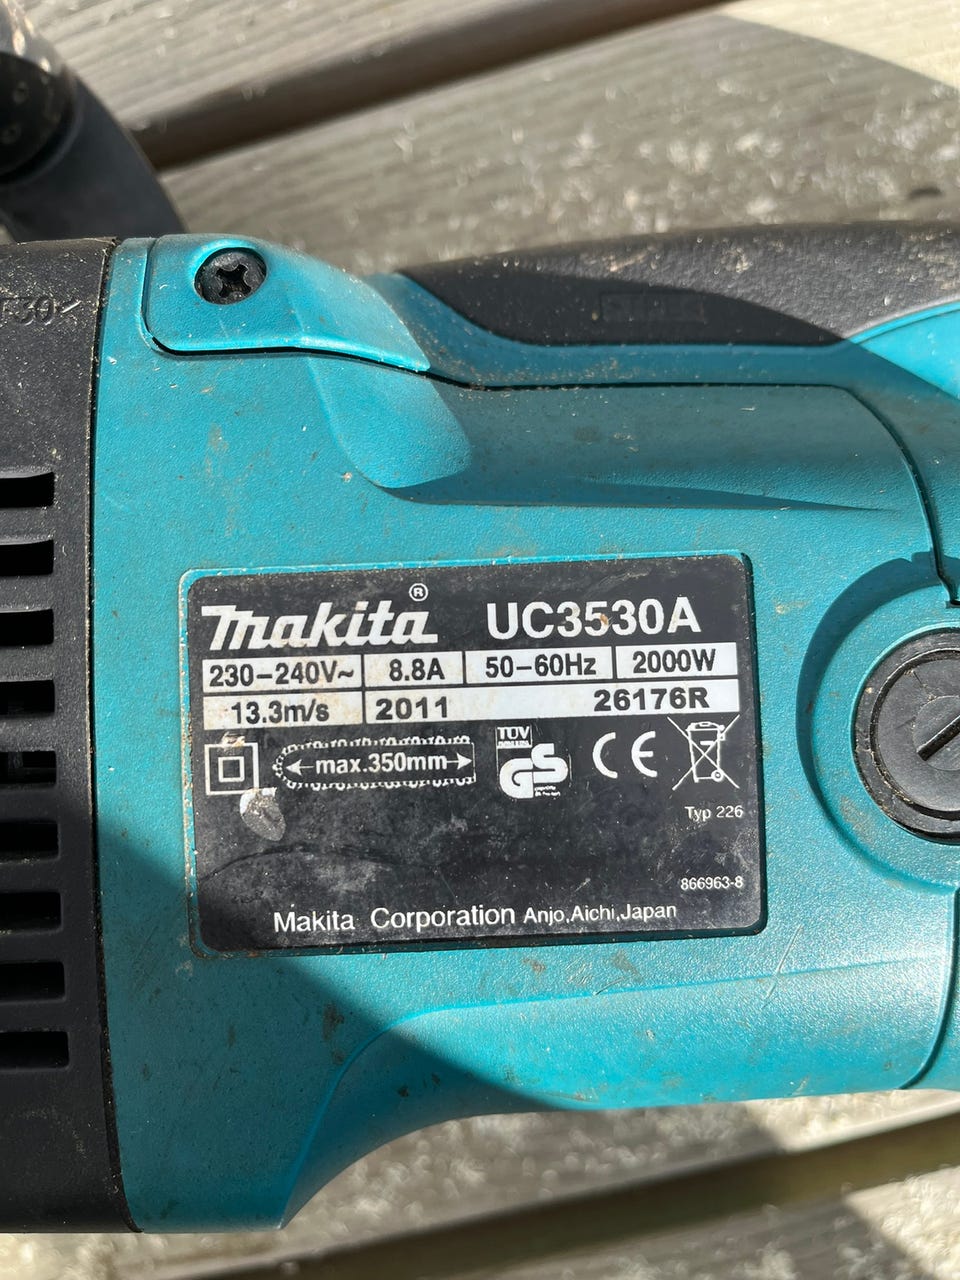 Makita® UC3530A
230-240V~ 8.8A 50-60Hz 2000W
13.3m/s 2011 26176R
max.350mm
TÜV
GS
CE
Typ 226
866963-8
Makita Corporation Anjo,Aichi,Japan